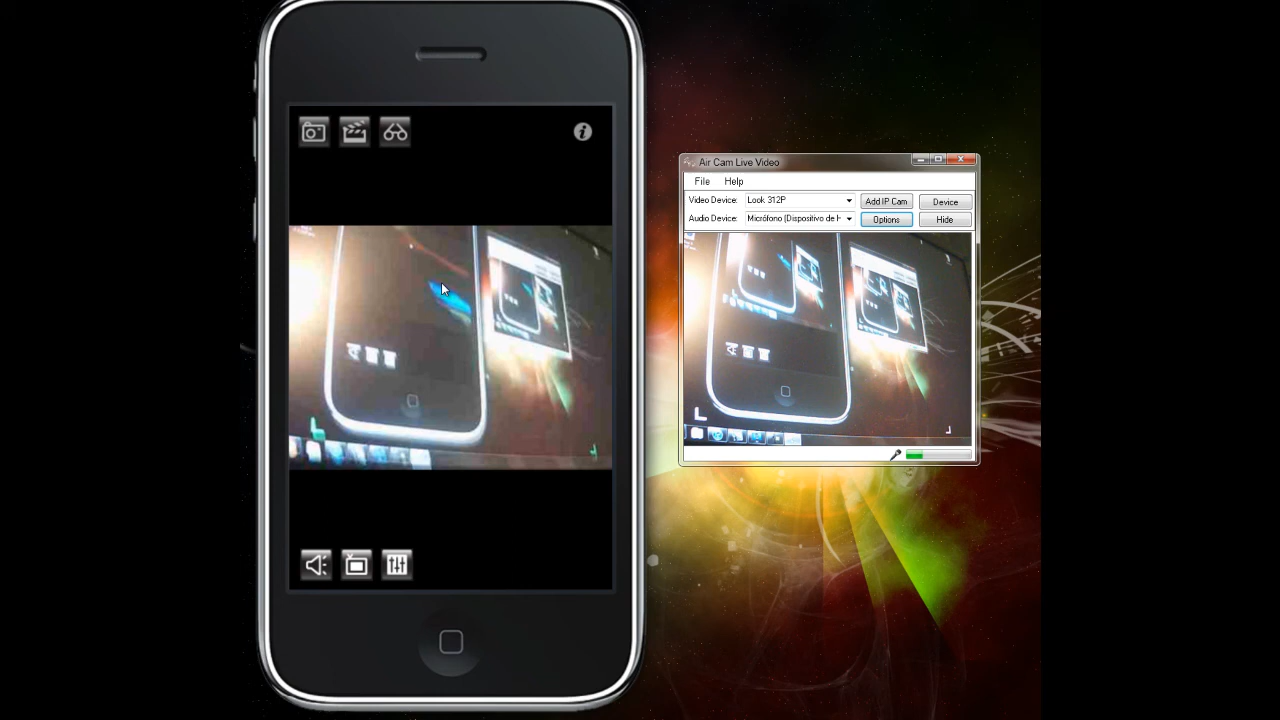 Air Cam Live Video
File Help
Video Device: Look 312P Add IP Cam Device
Audio Device: Micrófono (Dispositivo de H Options Hide